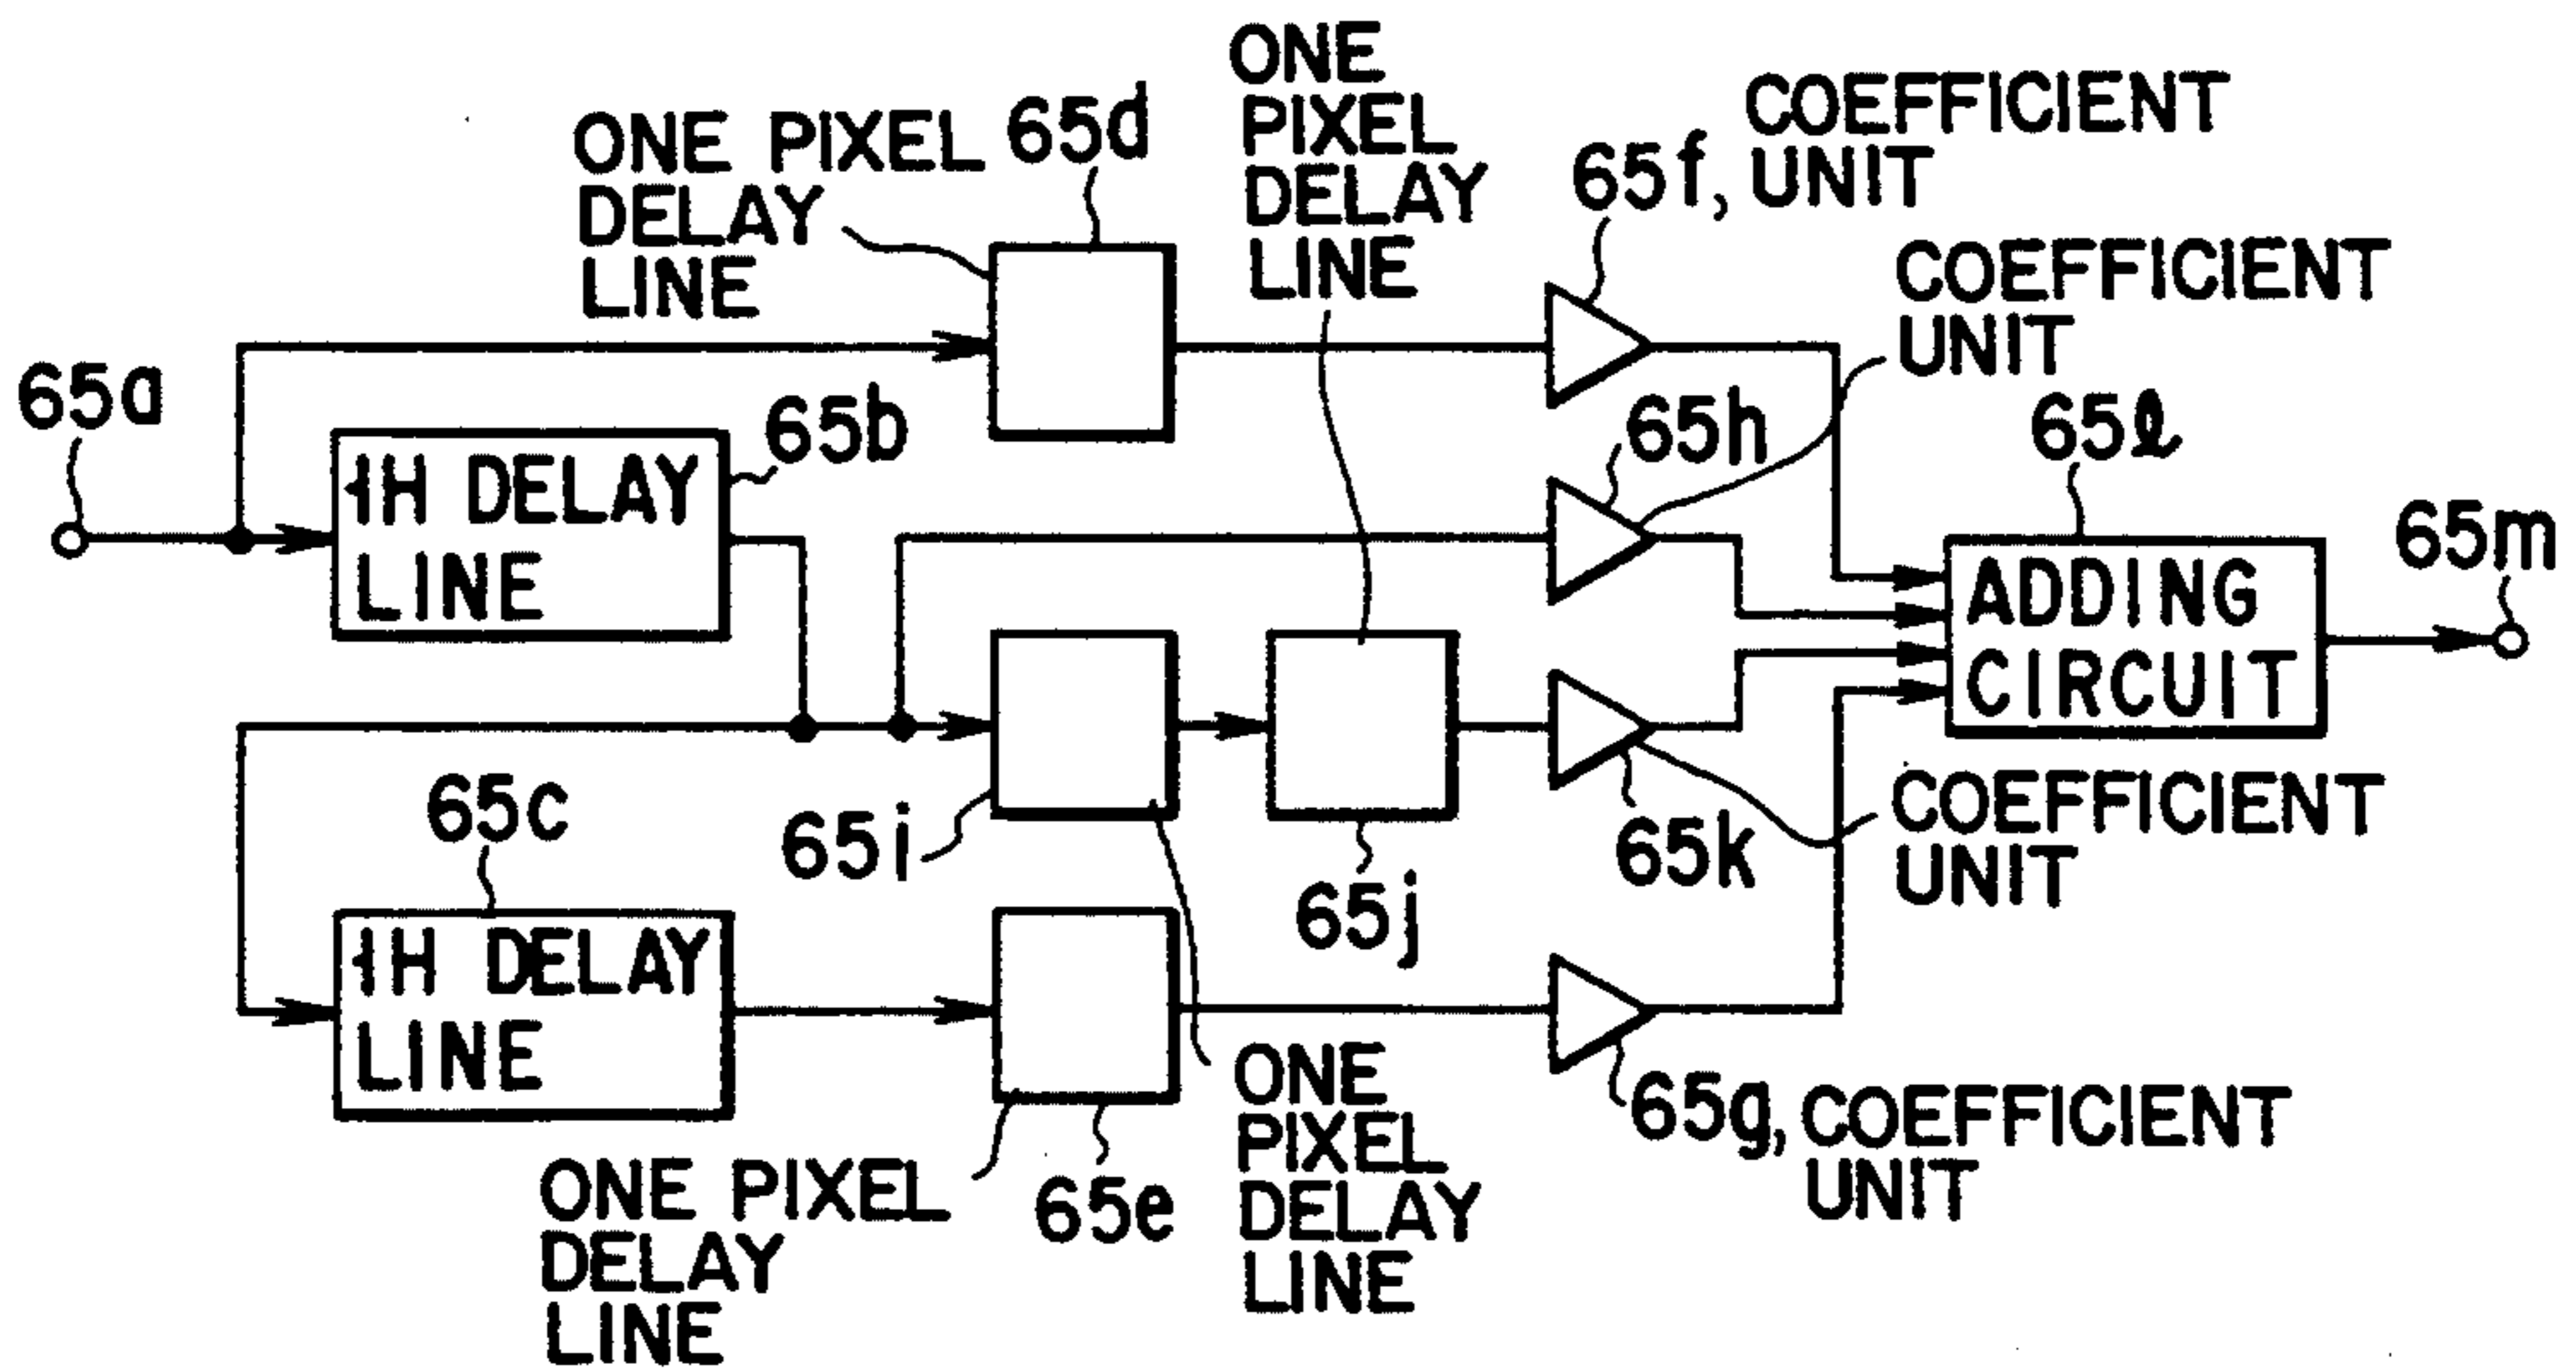 ONE PIXEL
DELAY
LINE
65d
ONE
PIXEL
DELAY
LINE
65f, COEFFICIENT
UNIT
COEFFICIENT
UNIT
65a
65b
1H DELAY
LINE
65h
65ℓ
ADDING
CIRCUIT
65m
65c
1H DELAY
LINE
65i
65j
65k
COEFFICIENT
UNIT
ONE PIXEL
DELAY
LINE
65e
ONE
PIXEL
DELAY
LINE
65g, COEFFICIENT
UNIT